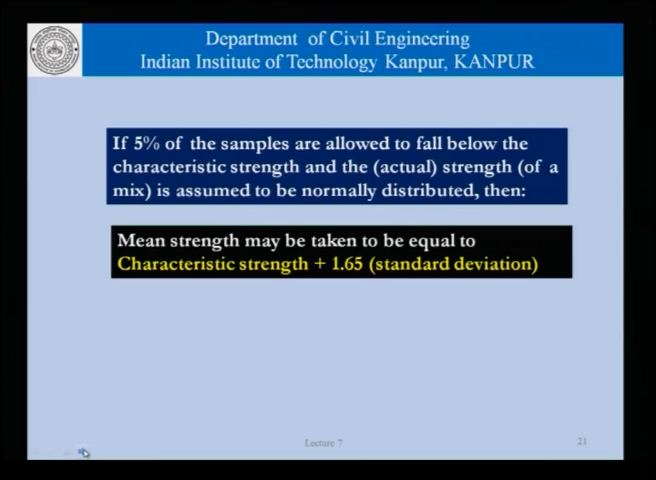 Department of Civil Engineering
Indian Institute of Technology Kanpur, KANPUR
If 5% of the samples are allowed to fall below the
characteristic strength and the (actual) strength (of a
mix) is assumed to be normally distributed, then:
Mean strength may be taken to be equal to
Characteristic strength + 1.65 (standard deviation)
Lecture 7
21